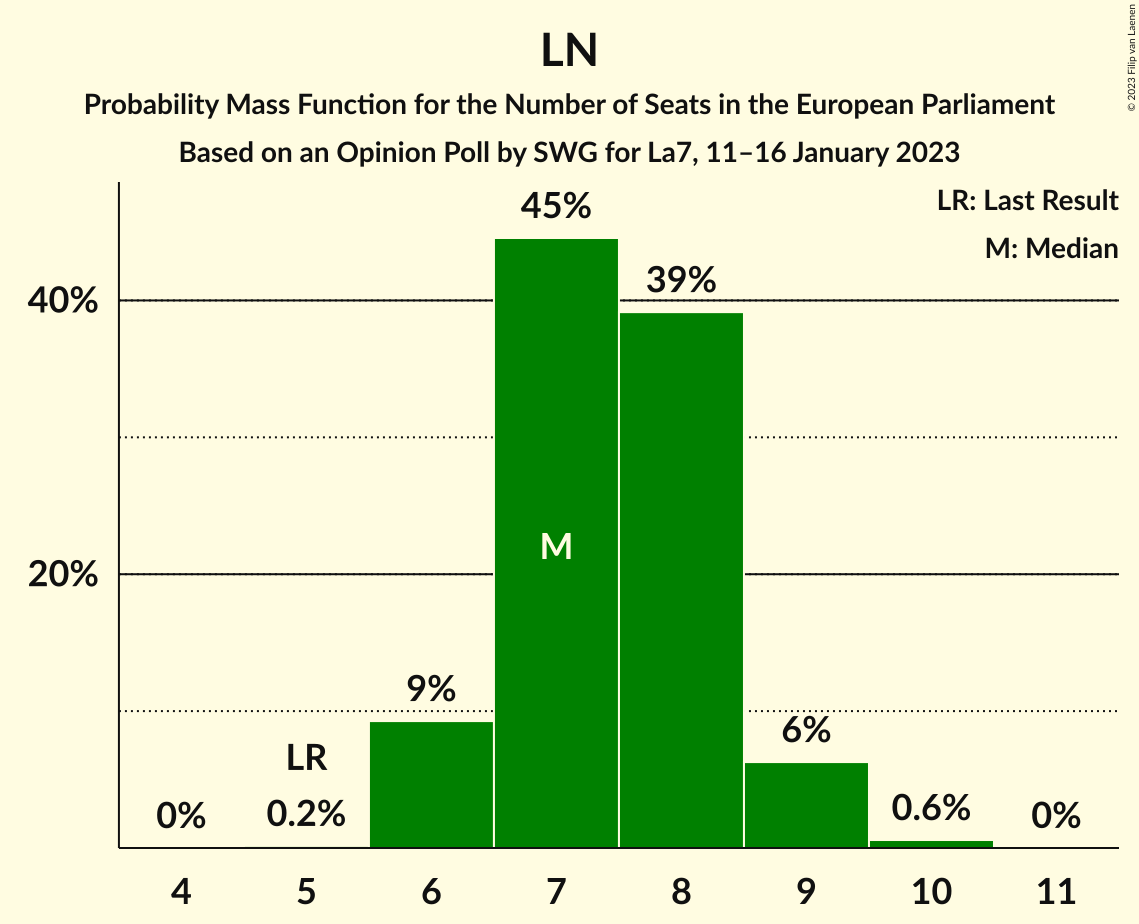 LN
Probability Mass Function for the Number of Seats in the European Parliament
Based on an Opinion Poll by SWG for La7, 11–16 January 2023
© 2023 Filip van Laenen
LR: Last Result
M: Median
45%
39%
40%
M
20%
9%
6%
LR
0%
0.2%
0.6%
0%
4 5 6 7 8 9 10 11